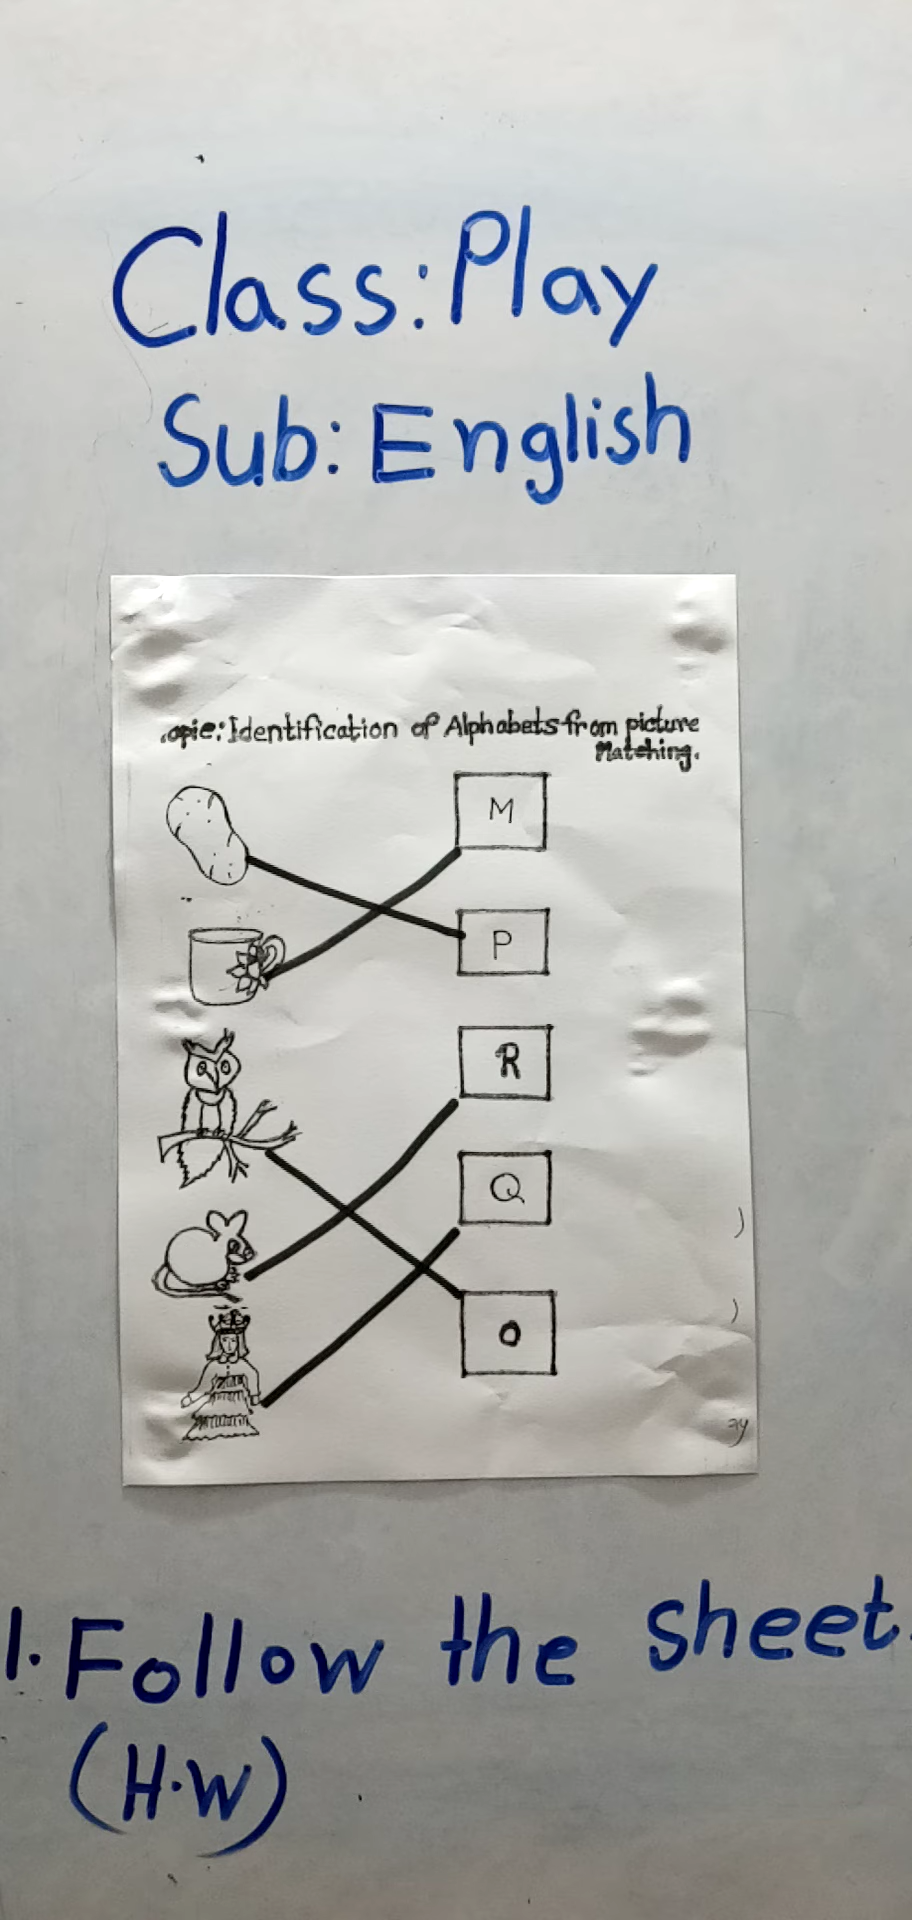 Class: Play
Sub: English
opic: Identification of Alphabets from picture
Matching.
M
P
R
Q
O
1. Follow the sheet.
(H.W)